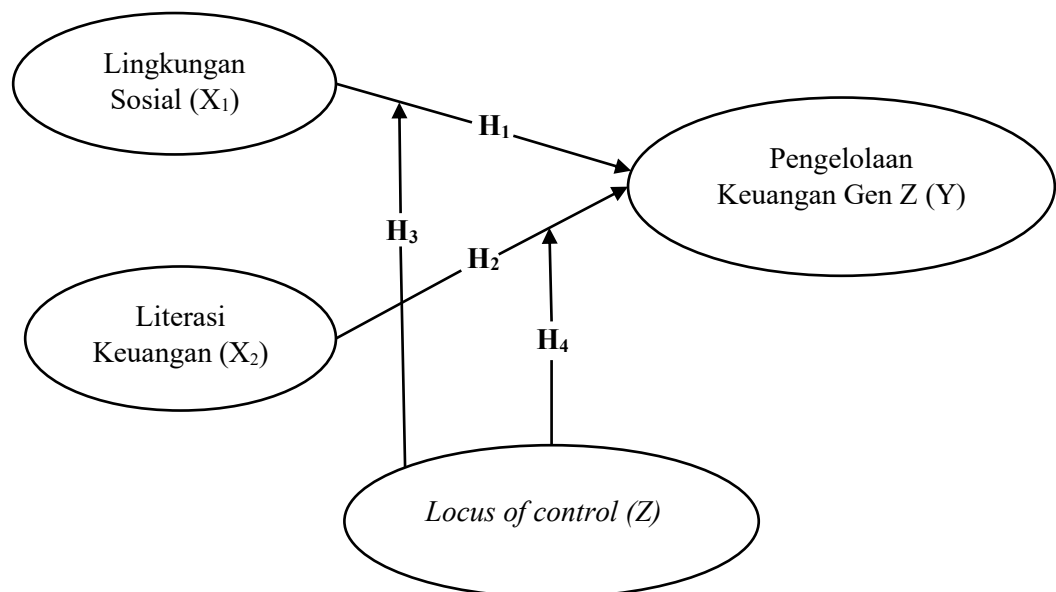 Lingkungan
Sosial (X₁)
H₁
Pengelolaan
Keuangan Gen Z (Y)
H₃
H₂
Literasi
Keuangan (X₂)
H₄
Locus of control (Z)